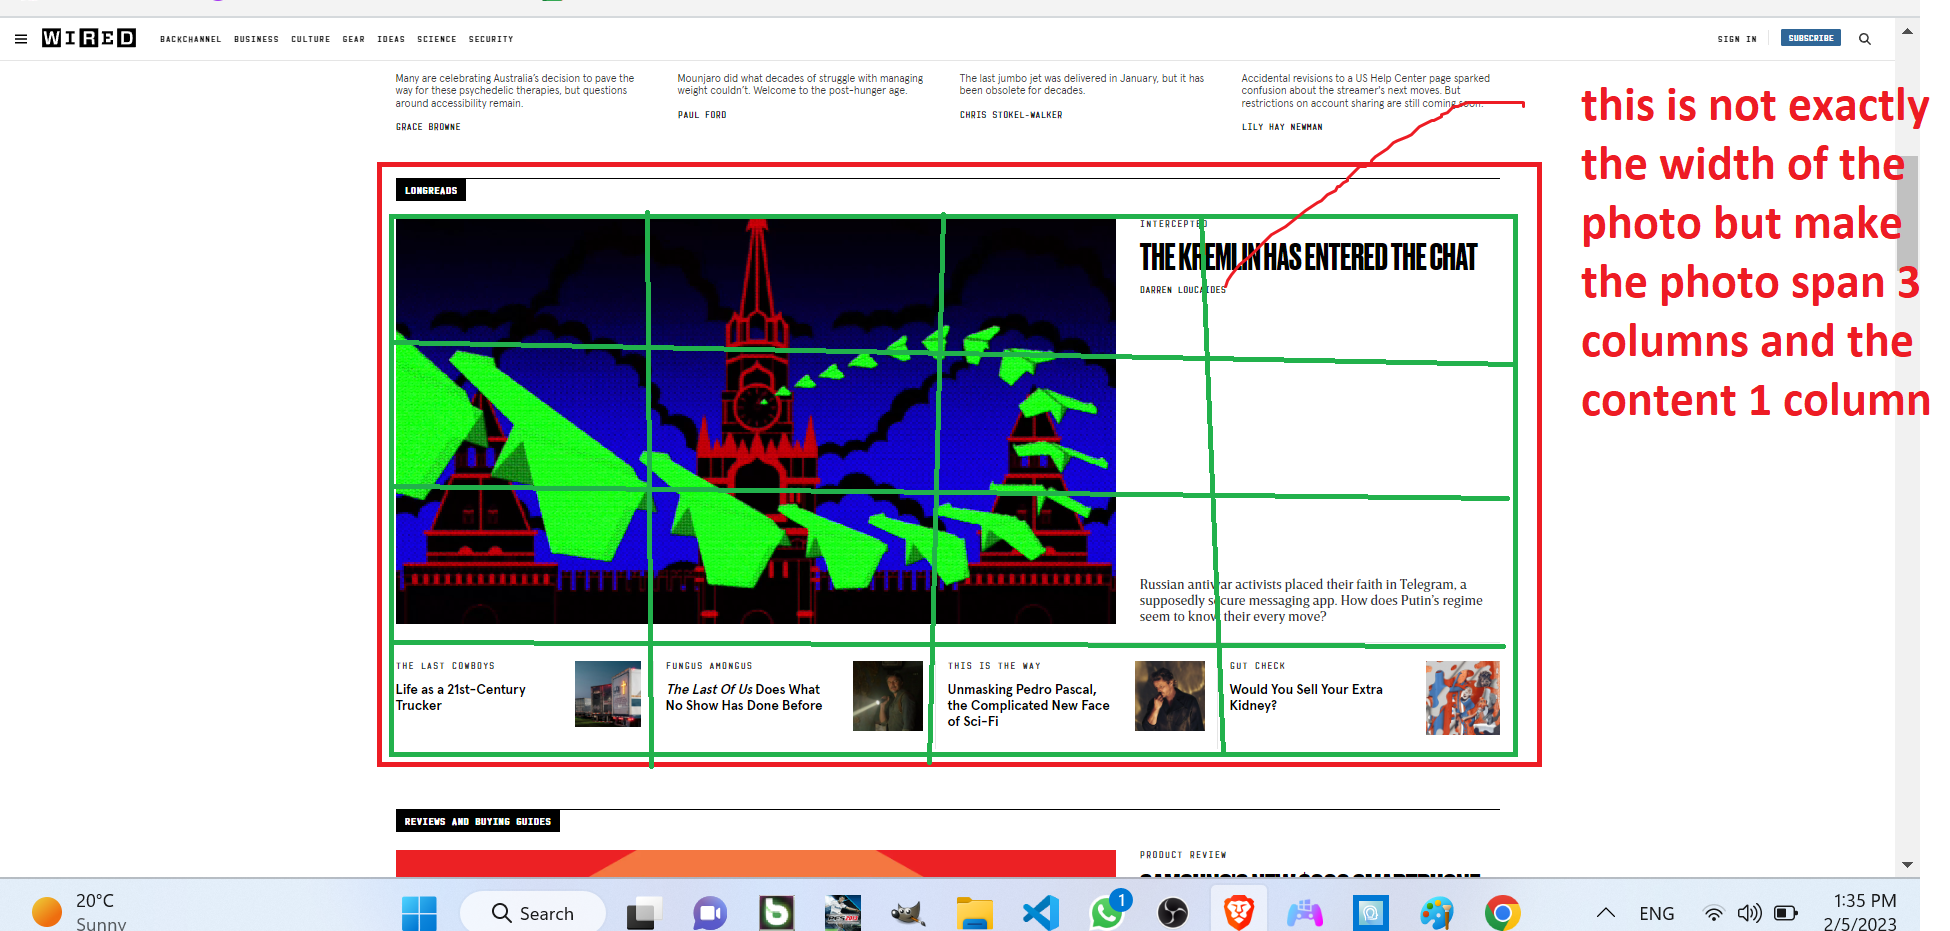 WIRED
BACKCHANNEL BUSINESS CULTURE GEAR IDEAS SCIENCE SECURITY
SIGN IN
SUBSCRIBE
Many are celebrating Australia's decision to pave the
way for these psychedelic therapies, but questions
around accessibility remain.
GRACE BROWNE
Mounjaro did what decades of struggle with managing
weight couldn't. Welcome to the post-hunger age.
PAUL FORD
The last jumbo jet was delivered in January, but it has
been obsolete for decades.
CHRIS STOKEL-WALKER
Accidental revisions to a US Help Center page sparked
confusion about the streamer's next moves. But
restrictions on account sharing are still coming soon.
LILY HAY NEWMAN
this is not exactly
the width of the
photo but make
the photo span 3
columns and the
content 1 column
LONGREADS
INTERCEPTED
THE KREMLIN HAS ENTERED THE CHAT
DARREN LOUCAIDES
Russian antiwar activists placed their faith in Telegram, a
supposedly secure messaging app. How does Putin's regime
seem to know their every move?
THE LAST COWBOYS
Life as a 21st-Century
Trucker
FUNGUS AMONGUS
The Last Of Us Does What
No Show Has Done Before
THIS IS THE WAY
Unmasking Pedro Pascal,
the Complicated New Face
of Sci-Fi
GUT CHECK
Would You Sell Your Extra
Kidney?
REVIEWS AND BUYING GUIDES
PRODUCT REVIEW
20°C
Sunny
Search
1
ENG
1:35 PM
2/5/2023